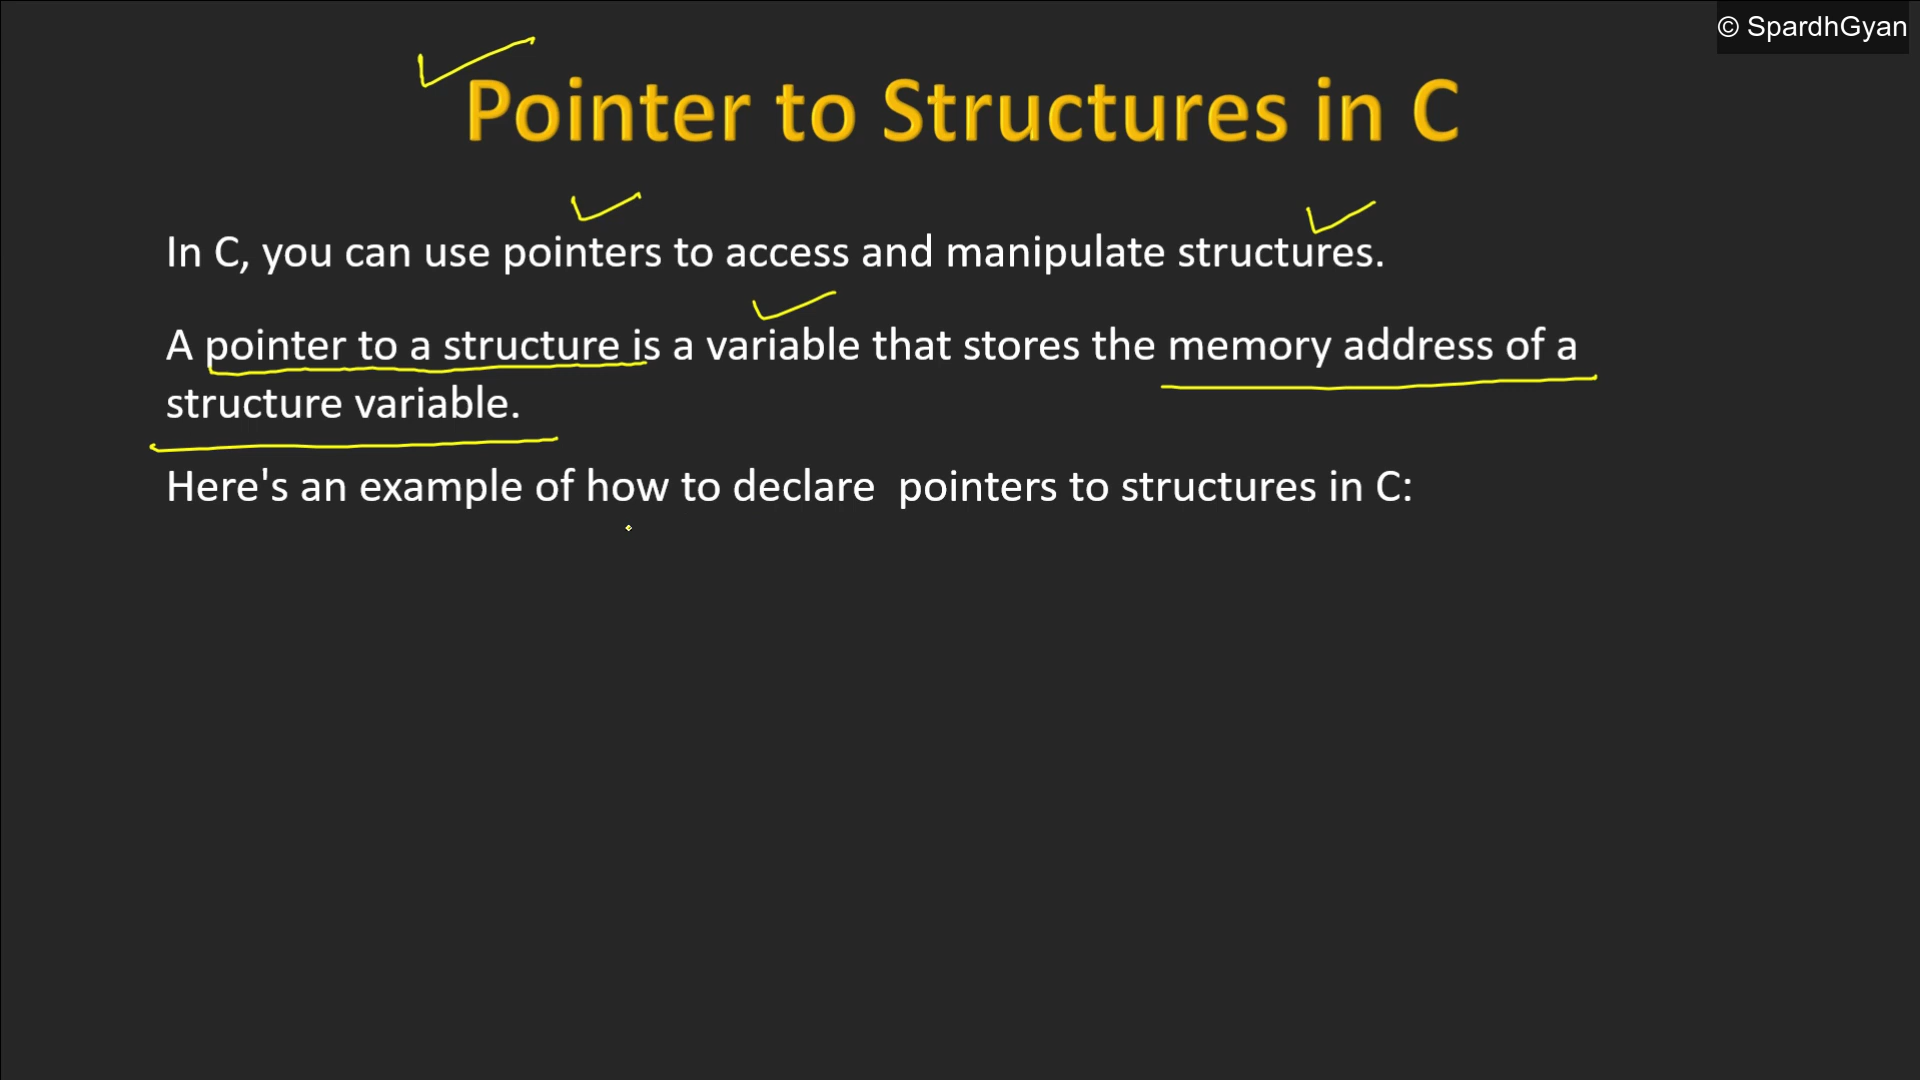 © SpardhGyan
Pointer to Structures in C
In C, you can use pointers to access and manipulate structures.
A pointer to a structure is a variable that stores the memory address of a
structure variable.
Here's an example of how to declare  pointers to structures in C: